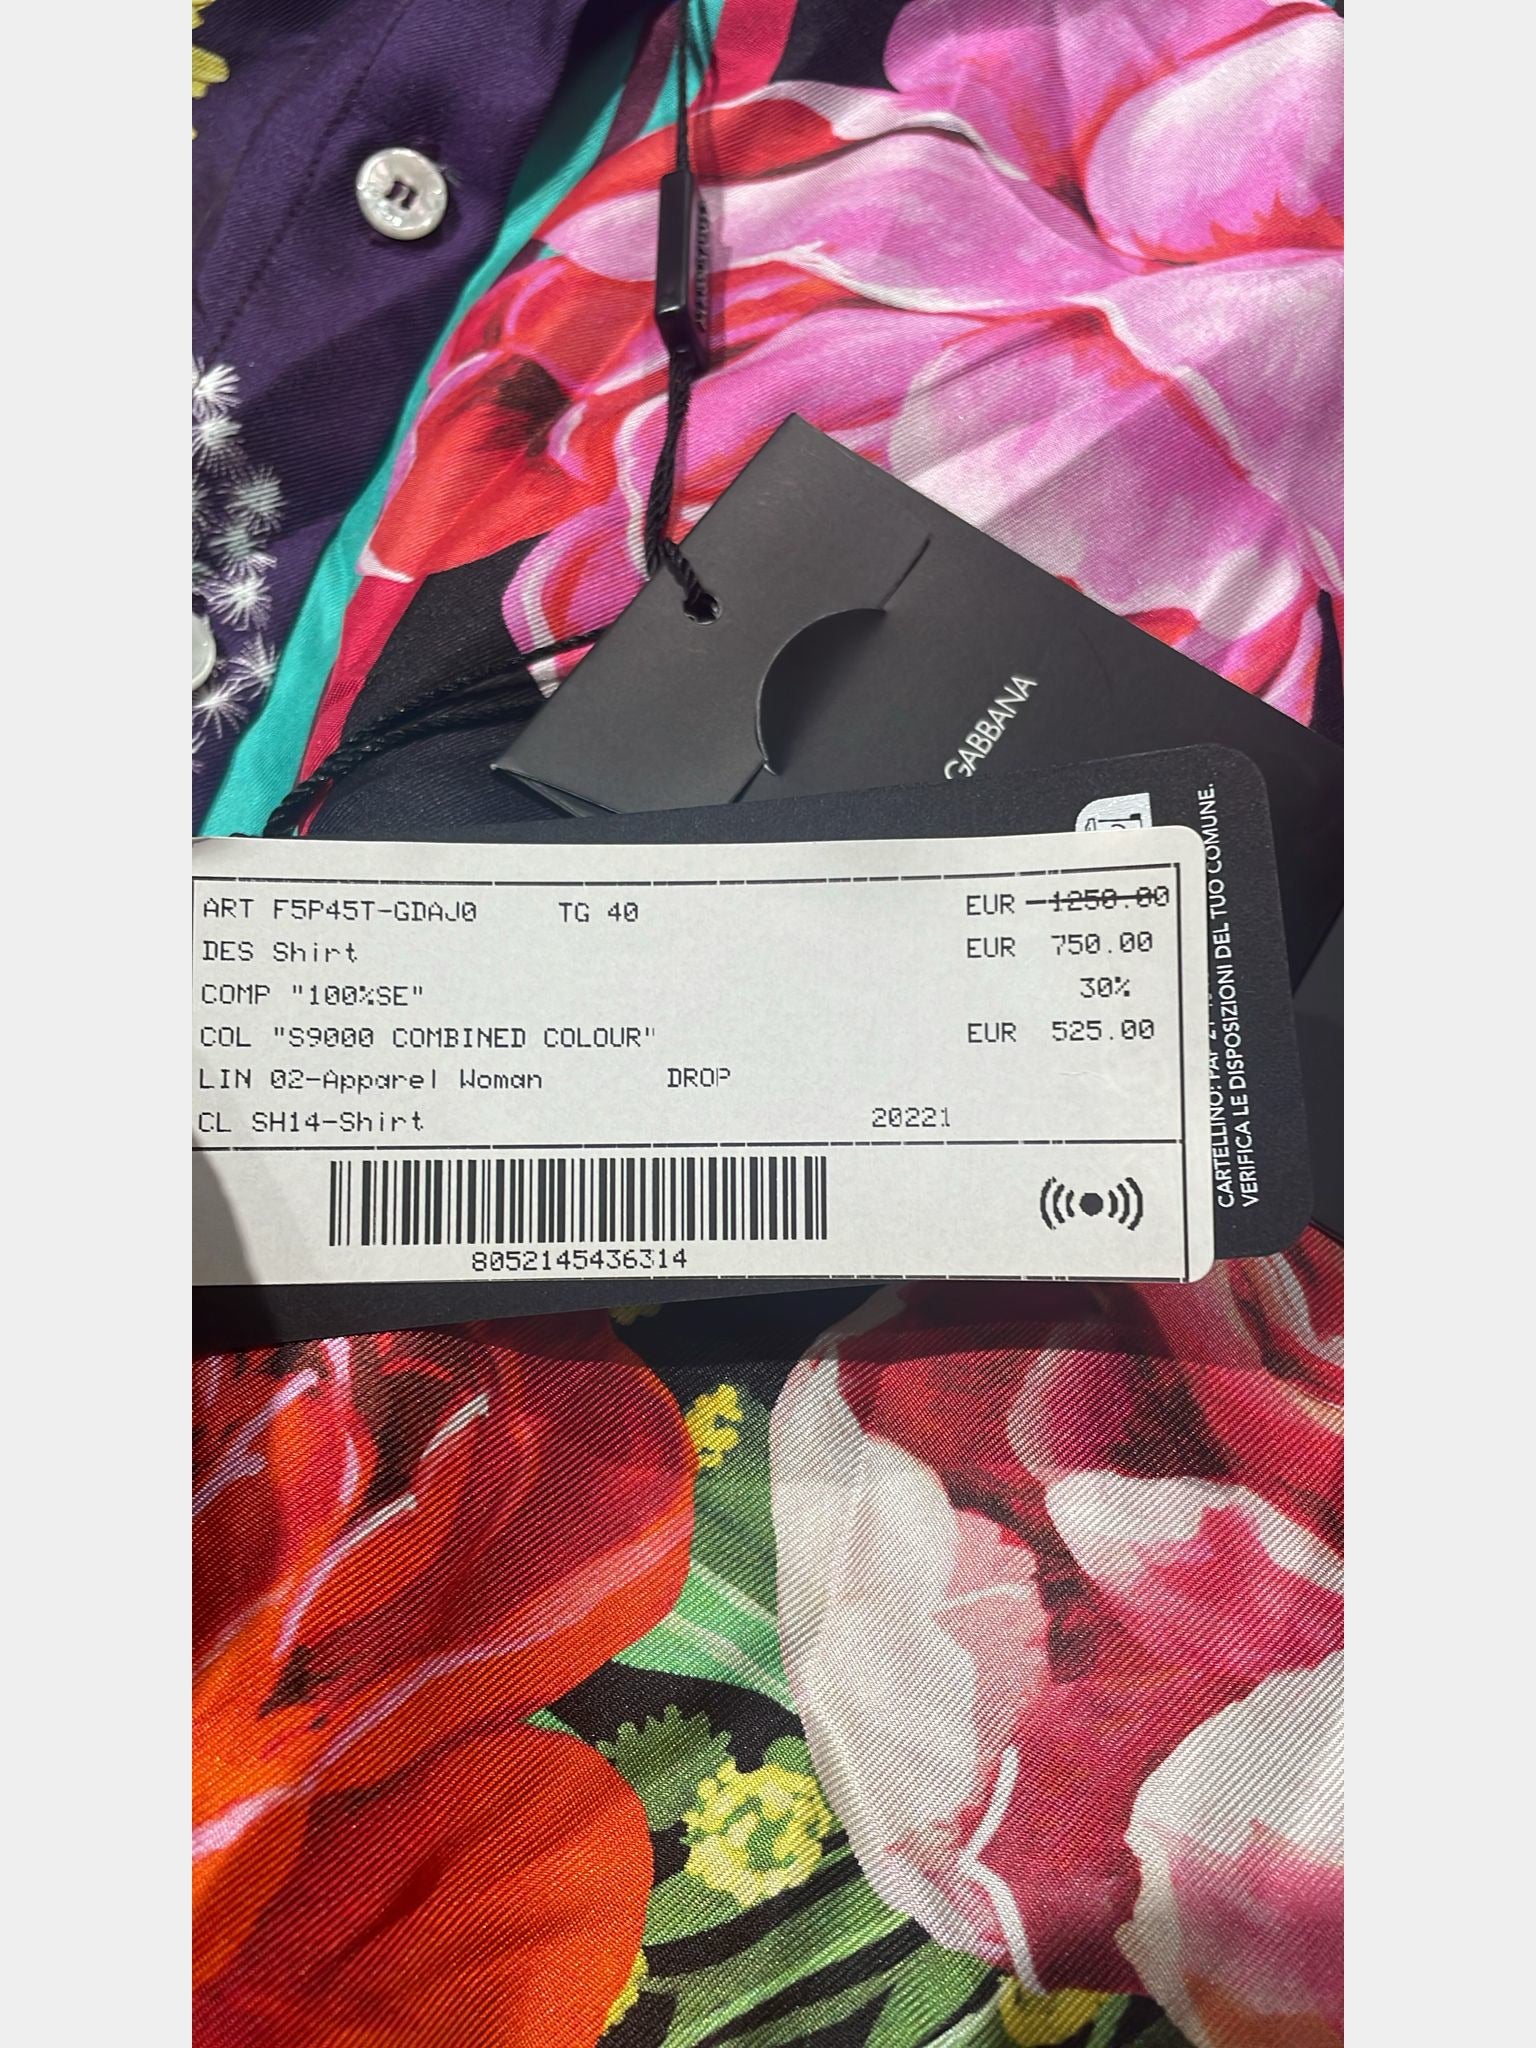 GABBANA
ART F5P45T-GDAJ0 TG 40 EUR 1250.00
DES Shirt EUR 750.00
COMP "100%SE" 30%
COL "S9000 COMBINED COLOUR" EUR 525.00
LIN 02-Apparel Woman DROP
CL SH14-Shirt 20221
8052145436314
CARTELLINO: PAP 21
VERIFICA LE DISPOSIZIONI DEL TUO COMUNE.